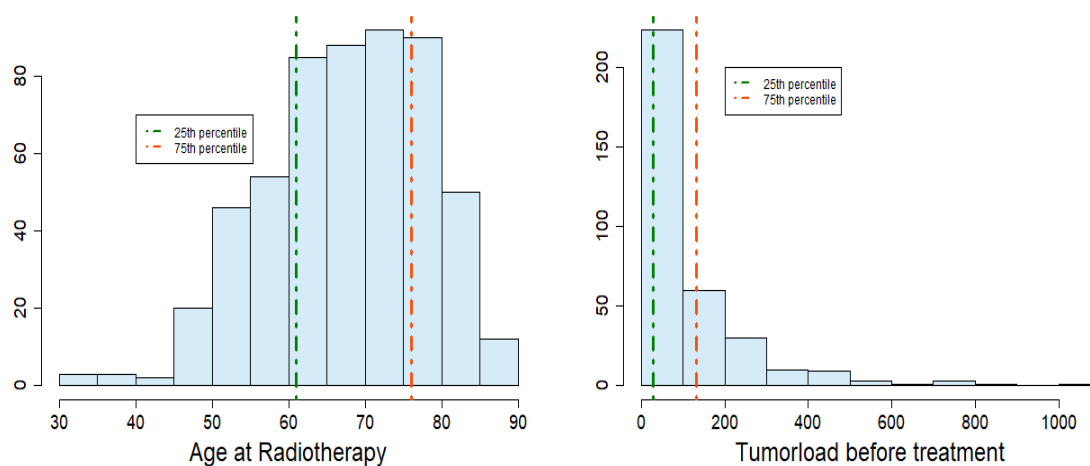 80
60
40
20
0
25th percentile
75th percentile
30 40 50 60 70 80 90
Age at Radiotherapy
200
150
100
50
0
25th percentile
75th percentile
0 200 400 600 800 1000
Tumorload before treatment